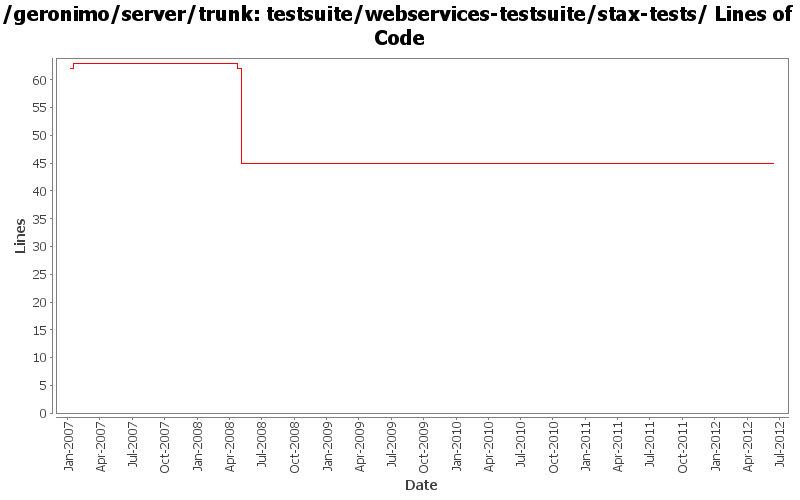 /geronimo/server/trunk: testsuite/webservices-testsuite/stax-tests/ Lines of
Code
Lines
60
55
50
45
40
35
30
25
20
15
10
5
0
Jan-2007
Apr-2007
Jul-2007
Oct-2007
Jan-2008
Apr-2008
Jul-2008
Oct-2008
Jan-2009
Apr-2009
Jul-2009
Oct-2009
Jan-2010
Apr-2010
Jul-2010
Oct-2010
Jan-2011
Apr-2011
Jul-2011
Oct-2011
Jan-2012
Apr-2012
Jul-2012
Date